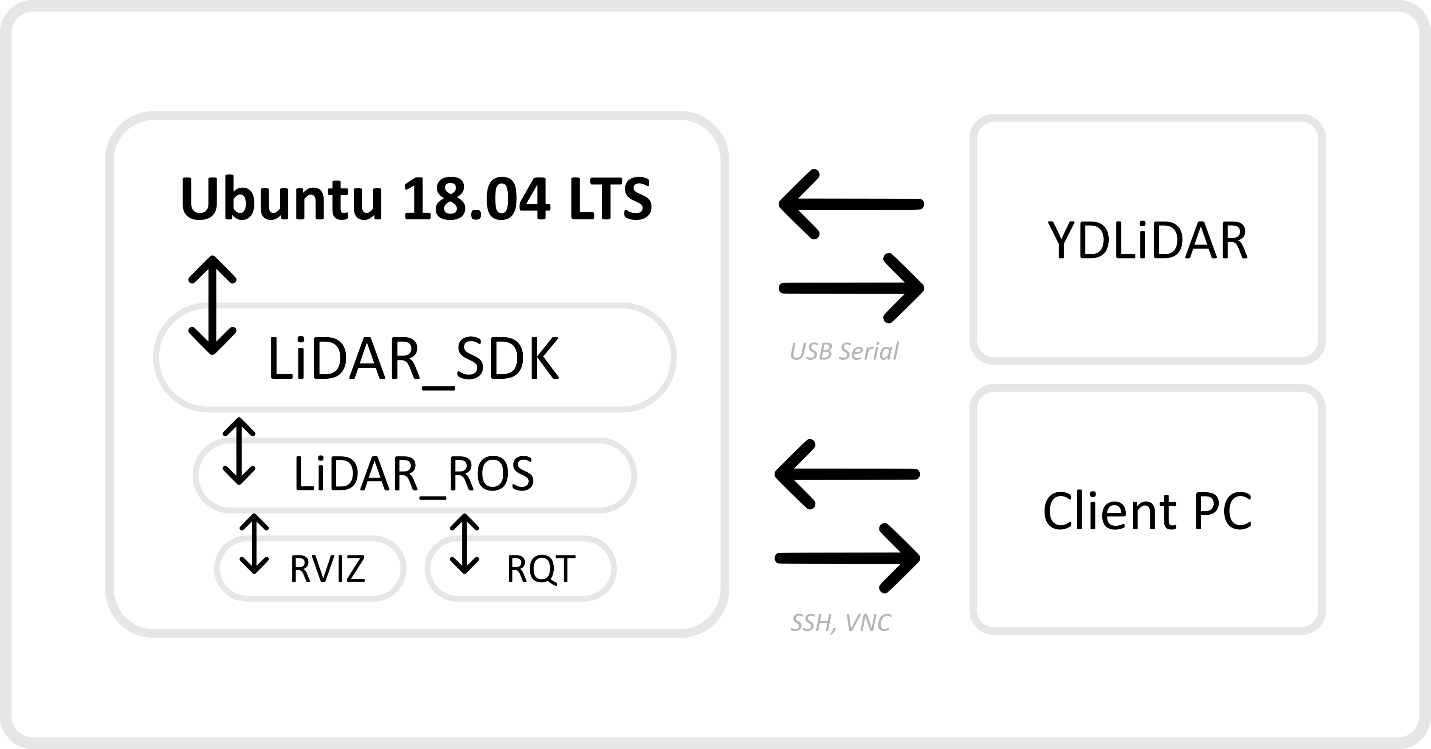 Ubuntu 18.04 LTS
LiDAR_SDK
LiDAR_ROS
RVIZ
RQT
YDLiDAR
USB Serial
Client PC
SSH, VNC